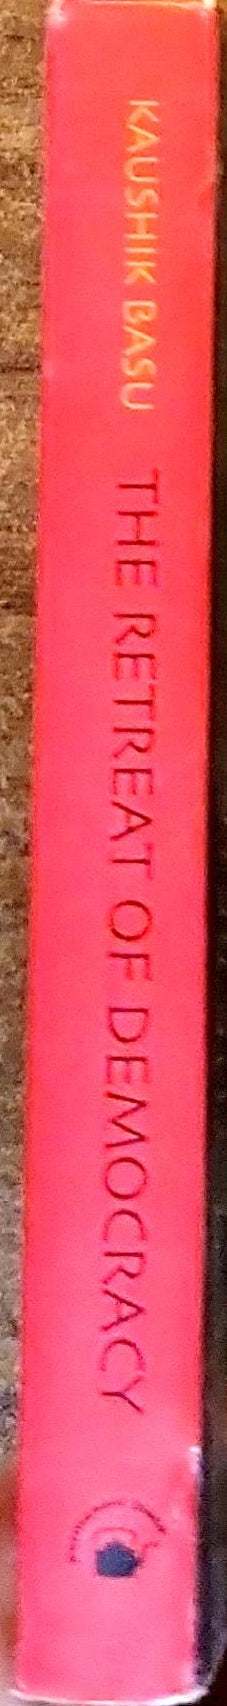 KAUSHIK BASU
THE RETREAT OF DEMOCRACY